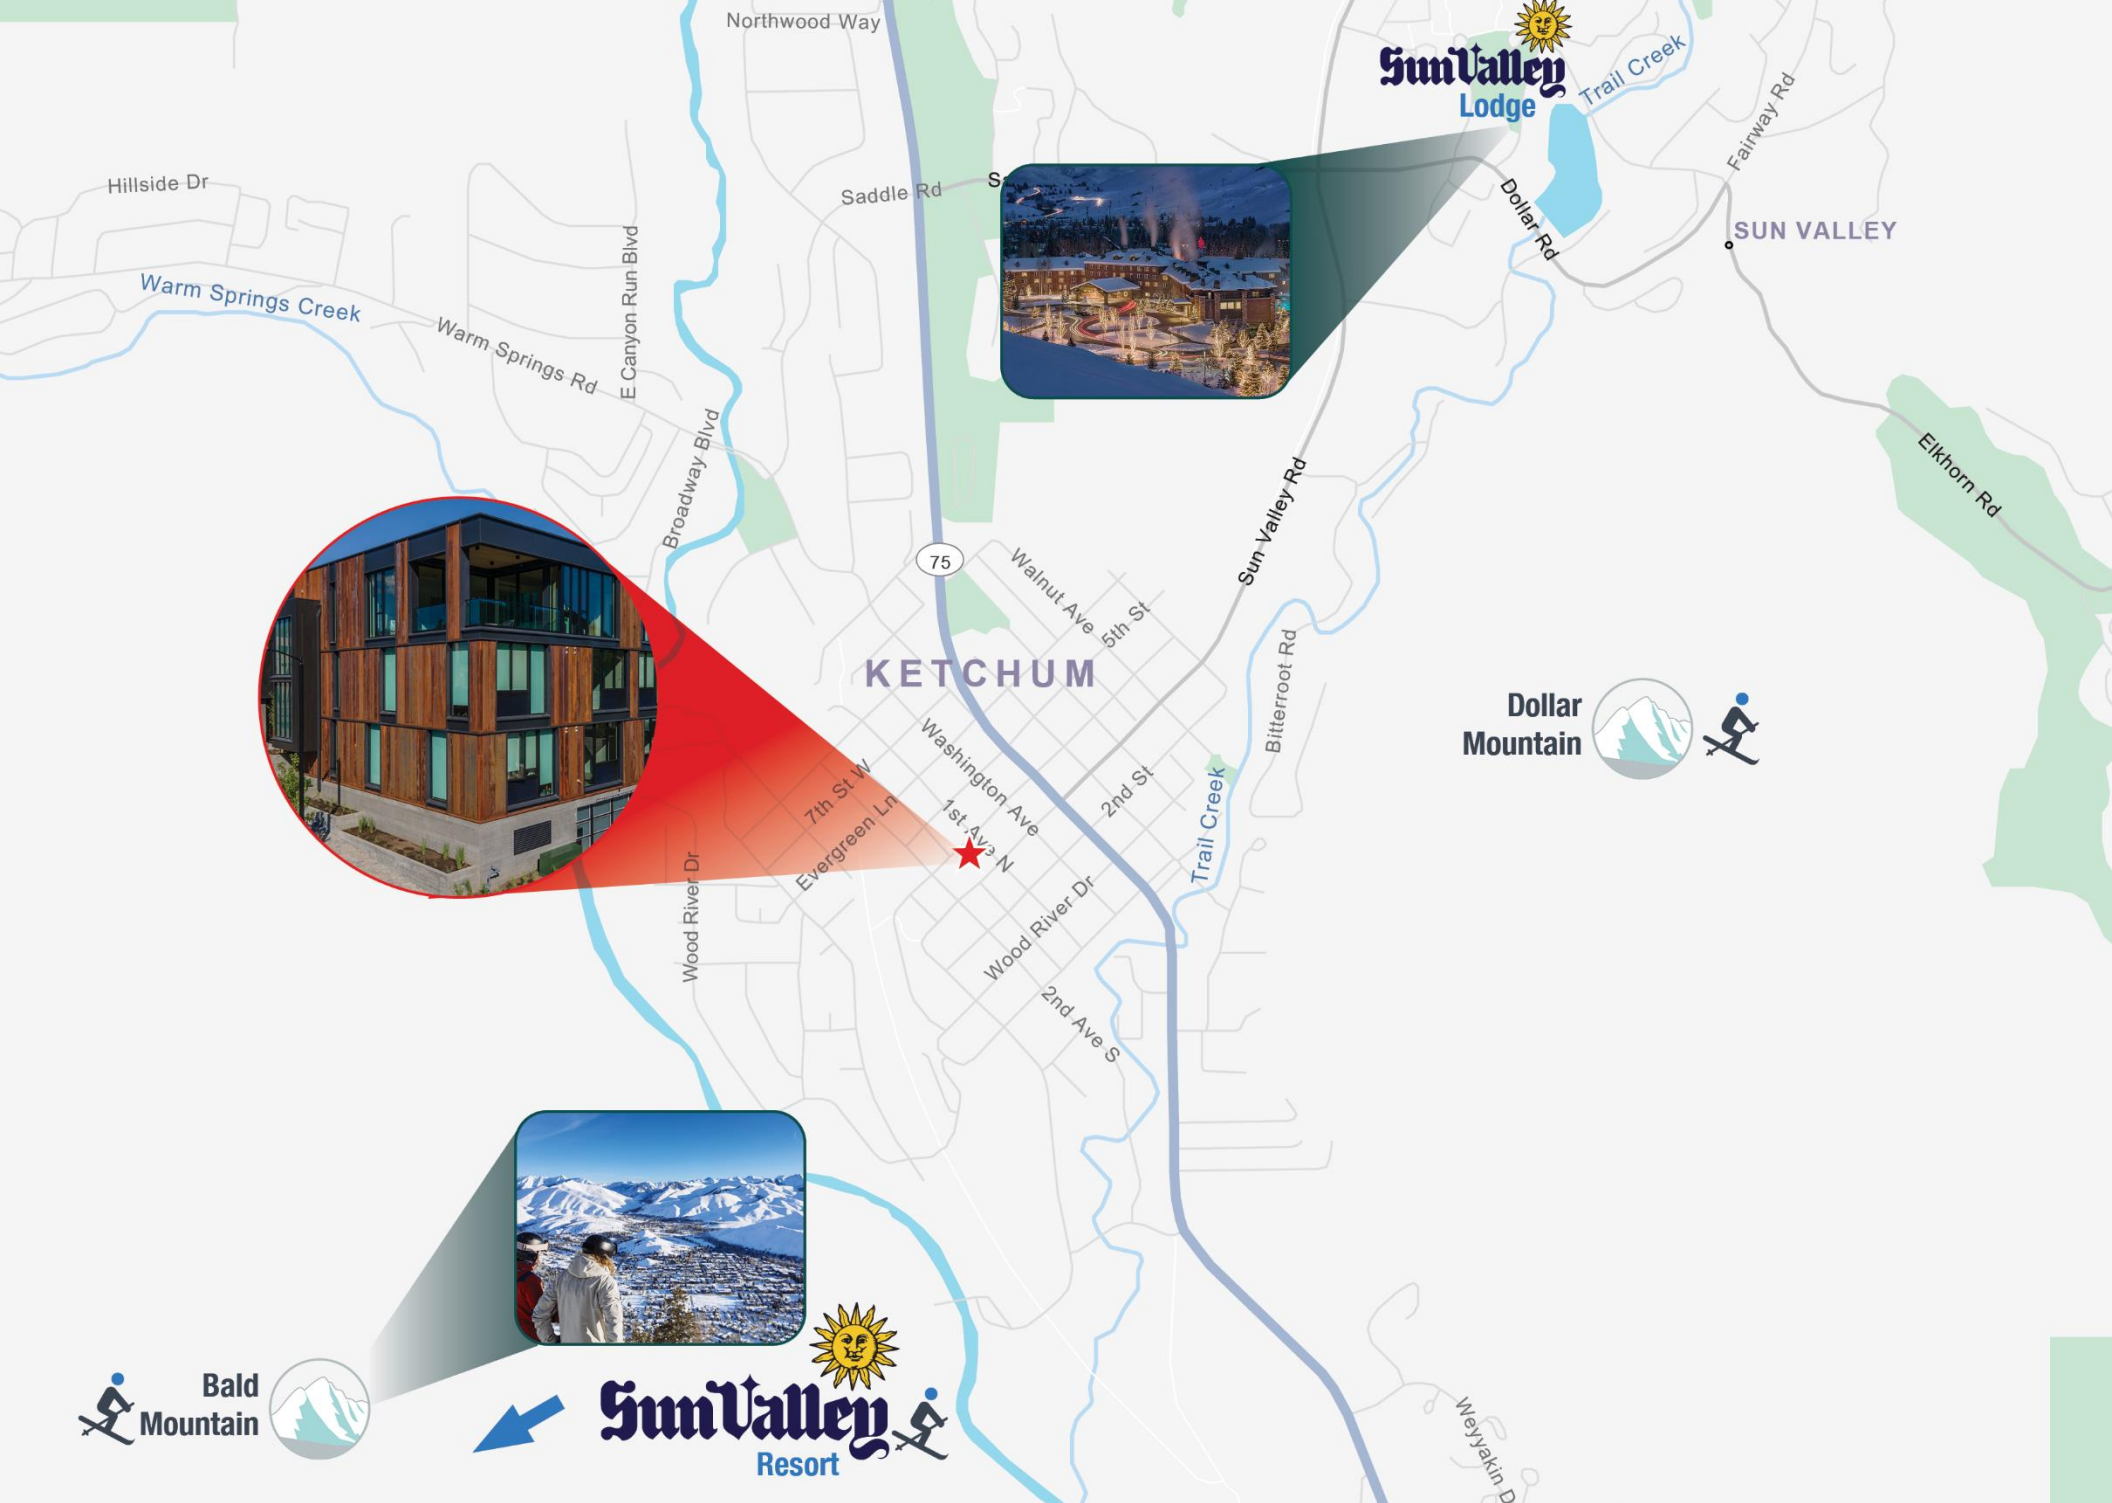 Northwood Way
Sun Valley
Lodge
Trail Creek
Fairway Rd
Hillside Dr
Saddle Rd
Dollar Rd
SUN VALLEY
E Canyon Run Blvd
Warm Springs Creek
Warm Springs Rd
Broadway Blvd
Elkhorn Rd
Sun Valley Rd
75
Walnut Ave
5th St
KETCHUM
Bitterroot Rd
Dollar
Mountain
Washington Ave
7th St W
Evergreen Ln
1st Ave N
2nd St
Trail Creek
Wood River Dr
Wood River Dr
2nd Ave S
Bald
Mountain
Sun Valley
Resort
Weyyakin D